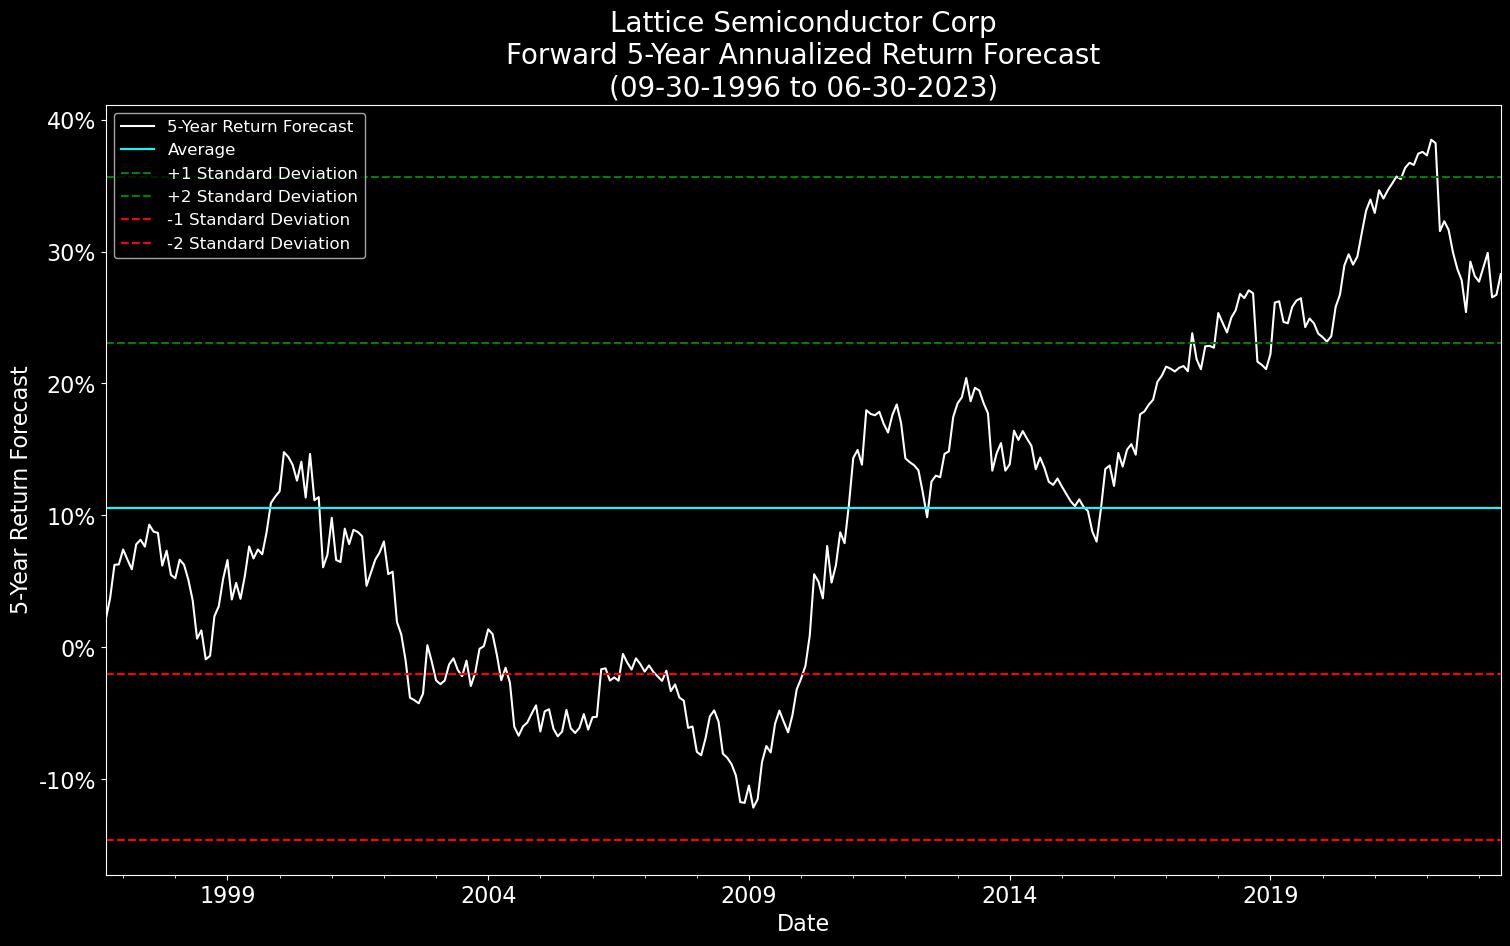 Lattice Semiconductor Corp
Forward 5-Year Annualized Return Forecast
(09-30-1996 to 06-30-2023)
5-Year Return Forecast
Average
+1 Standard Deviation
+2 Standard Deviation
-1 Standard Deviation
-2 Standard Deviation
40%
30%
20%
10%
0%
-10%
5-Year Return Forecast
1999 2004 2009 2014 2019
Date